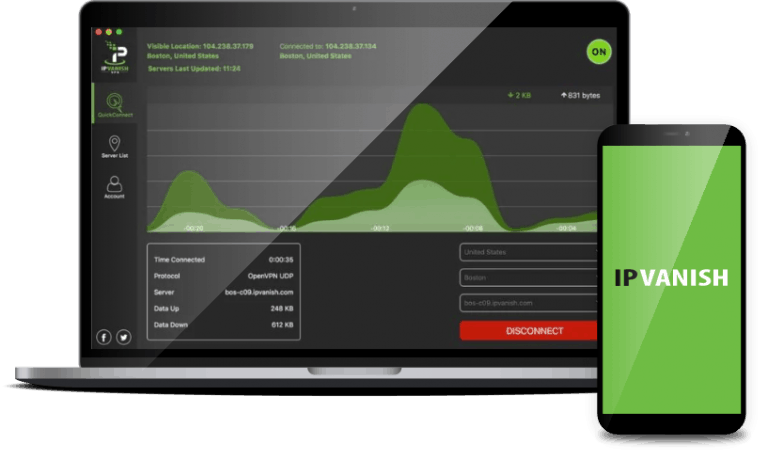 IP
IPVANISH
VPN
Visible Location: 104.238.37.179
Boston, United States
Servers Last Updated: 11:34
Connected to: 104.238.37.134
Boston, United States
ON
QuickConnect
Server List
Account
2 KB
831 bytes
-00:20
-00:16
-00:12
-00:08
-00:04
Time Connected 0:00:35
Protocol OpenVPN UDP
Server bos-c09.ipvanish.com
Data Up 248 KB
Data Down 612 KB
United States
Boston
bos-c09.ipvanish.com
DISCONNECT
f
IPVANISH